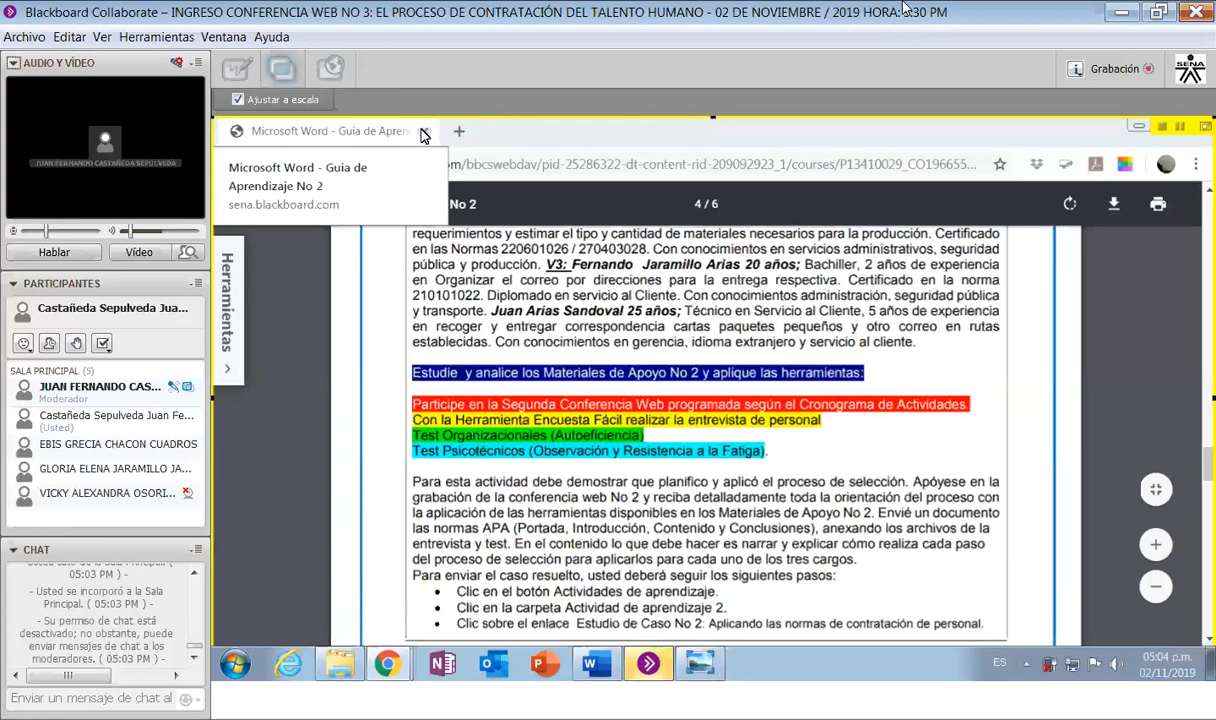 Blackboard Collaborate – INGRESO CONFERENCIA WEB NO 3: EL PROCESO DE CONTRATACIÓN DEL TALENTO HUMANO - 02 DE NOVIEMBRE / 2019 HORA: :30 PM
Archivo Editar Ver Herramientas Ventana Ayuda
AUDIO Y VÍDEO
Grabación
SENA
Ajustar a escala
JUAN FERNANDO CASTAÑEDA SEPULVEDA
Microsoft Word - Guia de Apren
Microsoft Word - Guia de
Aprendizaje No 2
sena.blackboard.com
om/bbcswebdav/pid-25286322-dt-content-rid-209092923_1/courses/P13410029_CO196655...
No 2
4 / 6
Hablar
Vídeo
PARTICIPANTES
Castañeda Sepulveda Jua...
SALA PRINCIPAL (5)
JUAN FERNANDO CAS...
Moderador
Castañeda Sepulveda Juan Fe...
(Usted)
EBIS GRECIA CHACON CUADROS
GLORIA ELENA JARAMILLO JA...
VICKY ALEXANDRA OSORI...
CHAT
05:03 PM ) -
- Usted se incorporó a la Sala
Principal. ( 05:03 PM ) -
- Su permiso de chat está
desactivado; no obstante, puede
enviar mensajes de chat a los
moderadores. ( 05:03 PM ) -
Enviar un mensaje de chat al
Herramientas
requerimientos y estimar el tipo y cantidad de materiales necesarios para la producción. Certificado
en las Normas 220601026 / 270403028. Con conocimientos en servicios administrativos, seguridad
pública y producción. V3: Fernando Jaramillo Arias 20 años; Bachiller, 2 años de experiencia
en Organizar el correo por direcciones para la entrega respectiva. Certificado en la norma
210101022. Diplomado en servicio al Cliente. Con conocimientos administración, seguridad pública
y transporte. Juan Arias Sandoval 25 años; Técnico en Servicio al Cliente, 5 años de experiencia
en recoger y entregar correspondencia cartas paquetes pequeños y otro correo en rutas
establecidas. Con conocimientos en gerencia, idioma extranjero y servicio al cliente.
Estudie y analice los Materiales de Apoyo No 2 y aplique las herramientas:
Participe en la Segunda Conferencia Web programada según el Cronograma de Actividades.
Con la Herramienta Encuesta Fácil realizar la entrevista de personal
Test Organizacionales (Autoeficiencia)
Test Psicotécnicos (Observación y Resistencia a la Fatiga).
Para esta actividad debe demostrar que planifico y aplicó el proceso de selección. Apóyese en la
grabación de la conferencia web No 2 y reciba detalladamente toda la orientación del proceso con
la aplicación de las herramientas disponibles en los Materiales de Apoyo No 2. Envié un documento
las normas APA (Portada, Introducción, Contenido y Conclusiones), anexando los archivos de la
entrevista y test. En el contenido lo que debe hacer es narrar y explicar cómo realiza cada paso
del proceso de selección para aplicarlos para cada uno de los tres cargos.
Para enviar el caso resuelto, usted deberá seguir los siguientes pasos:
• Clic en el botón Actividades de aprendizaje.
• Clic en la carpeta Actividad de aprendizaje 2.
• Clic sobre el enlace Estudio de Caso No 2: Aplicando las normas de contratación de personal.
ES
05:04 p.m.
02/11/2019